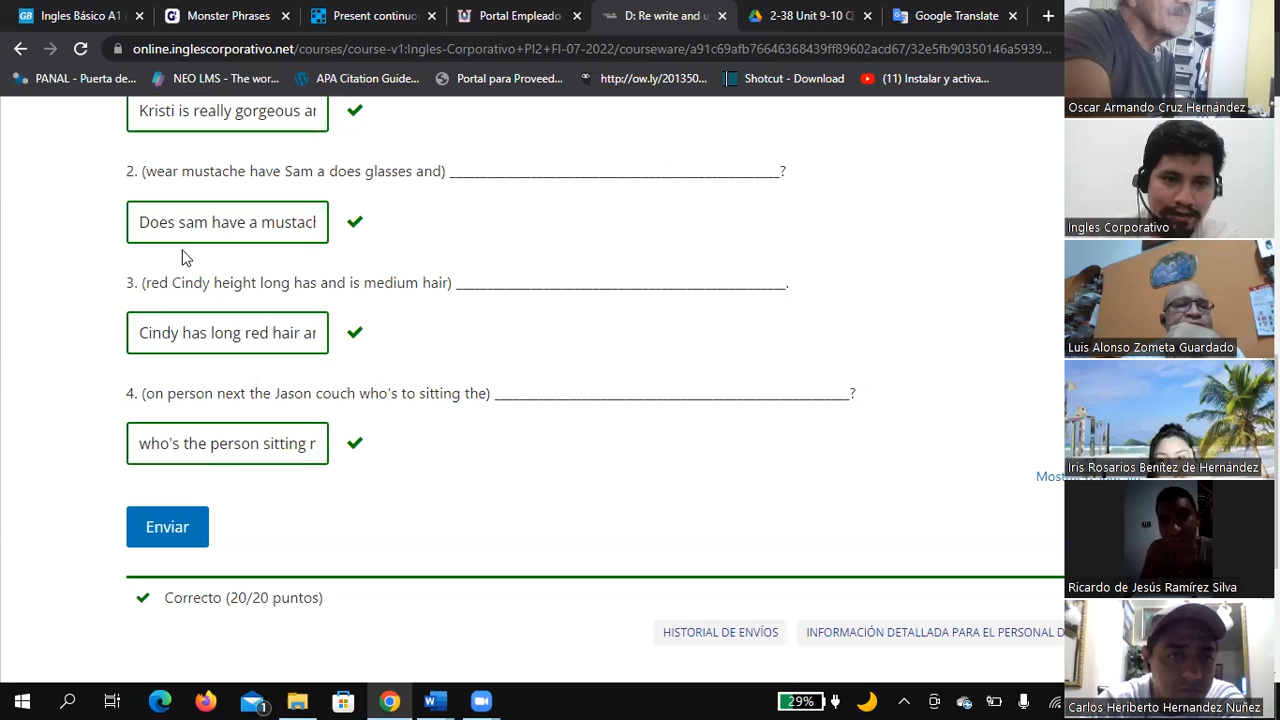 Ingles Básico A1
Monster Phrases
Present continuo
Portal Empleado
D: Re write and u
2-38 Unit 9-10 Q
Google Translate
online.inglescorporativo.net/courses/course-v1:Ingles-Corporativo+PI2+FI-07-2022/courseware/a91c69afb76646368439ff89602acd67/32e5fb90350146a5939...
PANAL - Puerta de...
NEO LMS - The wor...
APA Citation Guide...
Portal para Proveed...
http://ow.ly/201350...
Shotcut - Download
(11) Instalar y activa...
Kristi is really gorgeous ar
2. (wear mustache have Sam a does glasses and) ?
Does sam have a mustach
3. (red Cindy height long has and is medium hair) .
Cindy has long red hair ar
4. (on person next the Jason couch who's to sitting the) ?
who's the person sitting r
Enviar
Correcto (20/20 puntos)
HISTORIAL DE ENVÍOS
INFORMACIÓN DETALLADA PARA EL PERSONAL D
29%
Oscar Armando Cruz Hernández
Ingles Corporativo
Luis Alonso Zometa Guardado
Iris Rosarios Benítez de Hernández
Ricardo de Jesús Ramírez Silva
Carlos Heriberto Hernandez Nuñez